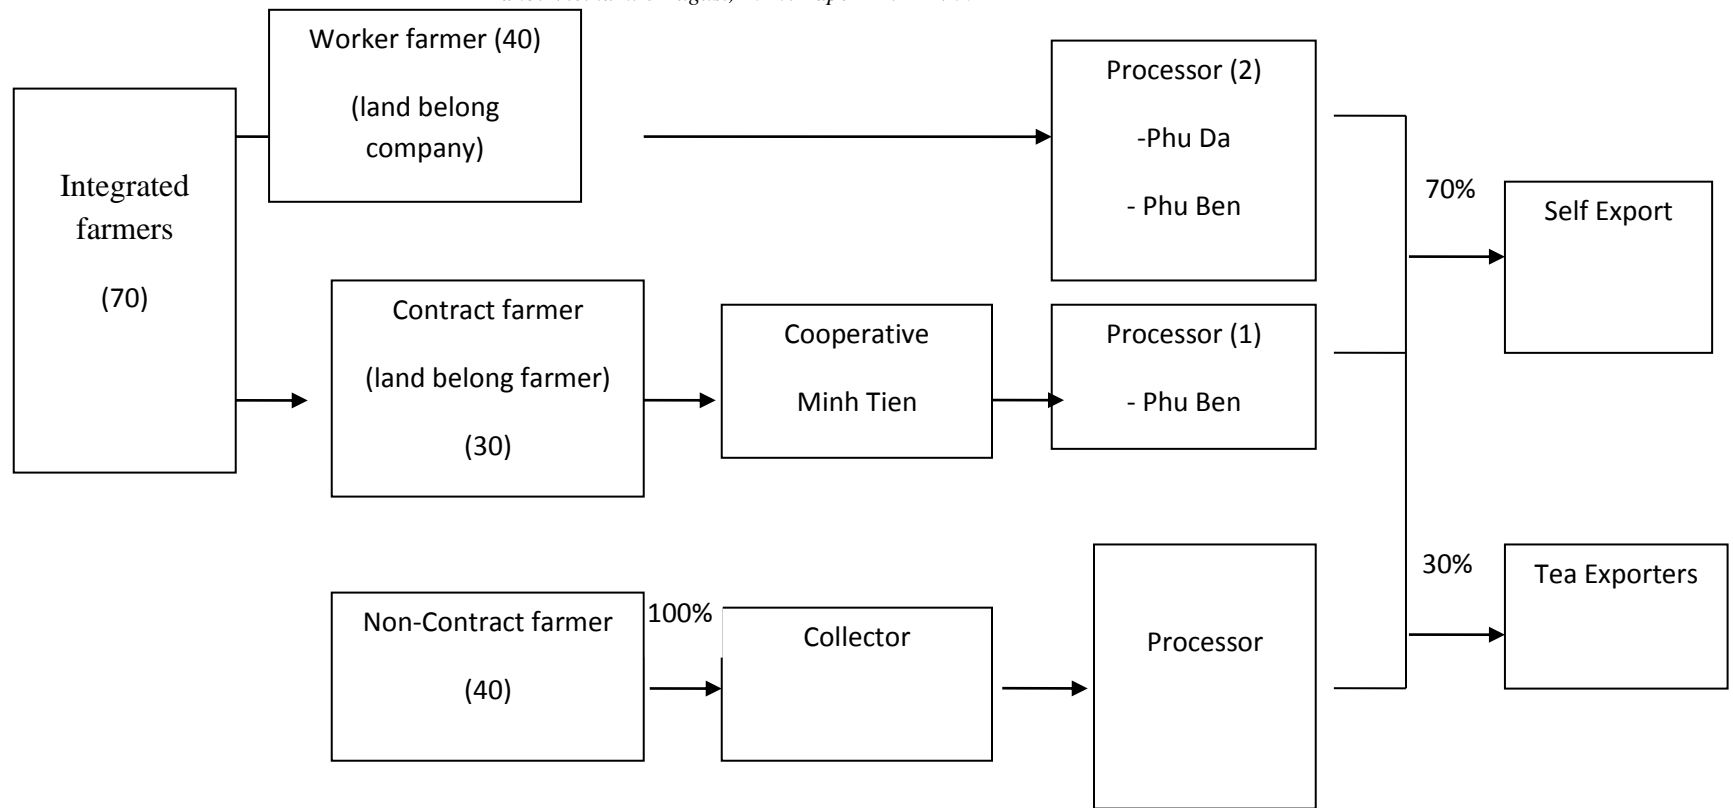 Worker farmer (40)
(land belong
company)
Integrated
farmers
(70)
Processor (2)
-Phu Da
- Phu Ben
70%
Self Export
Contract farmer
(land belong farmer)
(30)
Cooperative
Minh Tien
Processor (1)
- Phu Ben
Non-Contract farmer
(40)
100%
Collector
Processor
30%
Tea Exporters